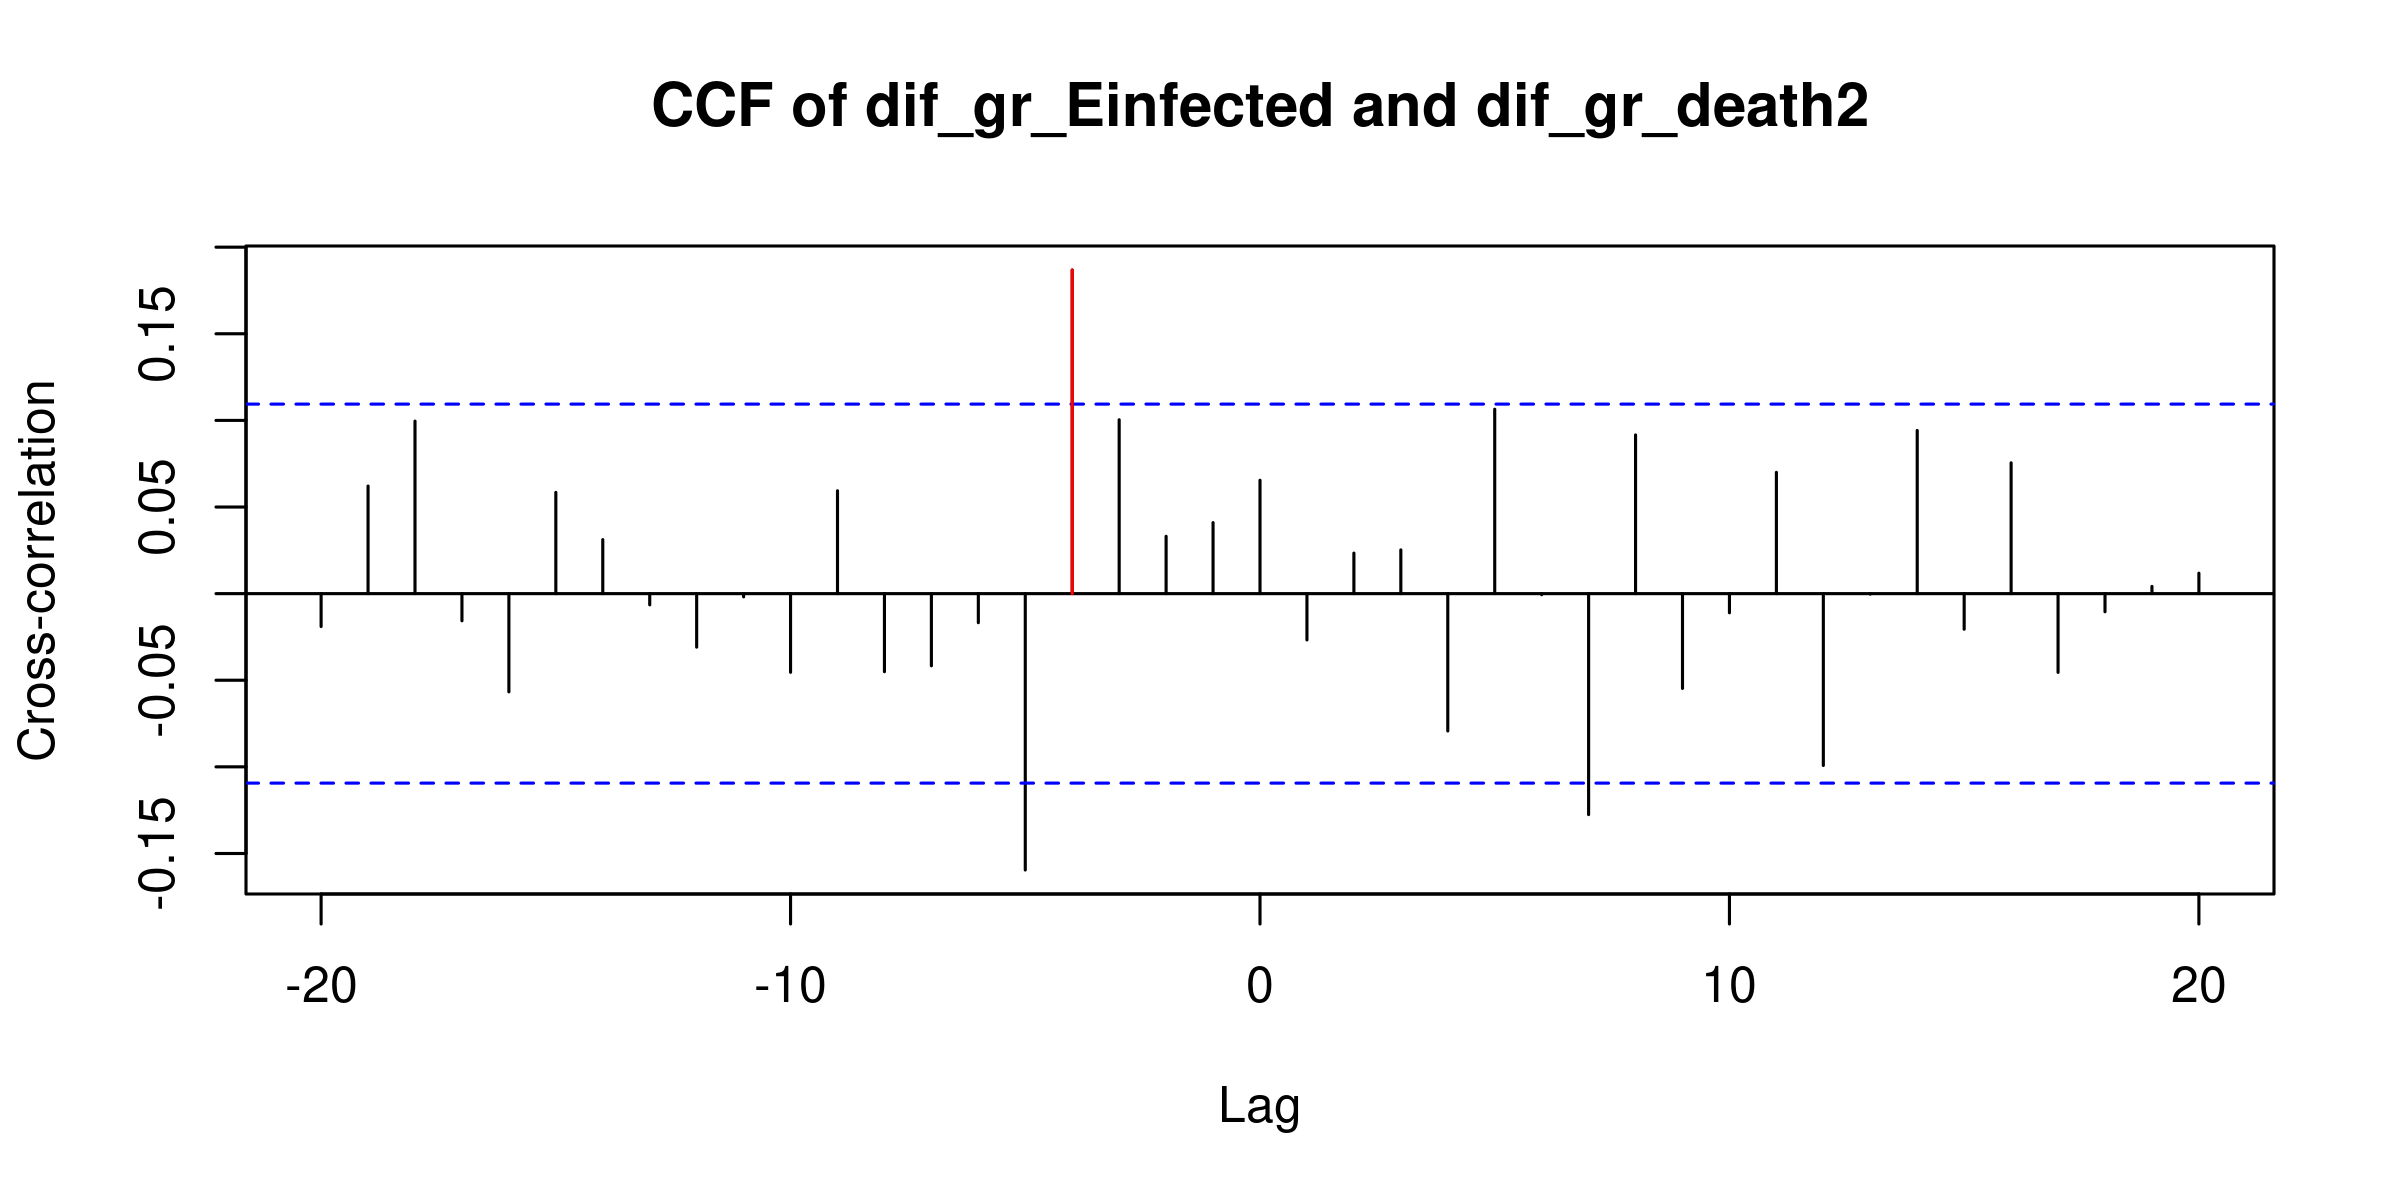 CCF of dif_gr_Einfected and dif_gr_death2
Cross-correlation
0.15
0.05
-0.05
-0.15
-20 -10 0 10 20
Lag